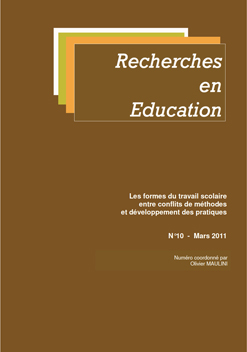 Recherches
en
Education
Les formes du travail scolaire
entre conflits de méthodes
et développement des pratiques
N°10 - Mars 2011
Numéro coordonné par
Olivier MAULINI